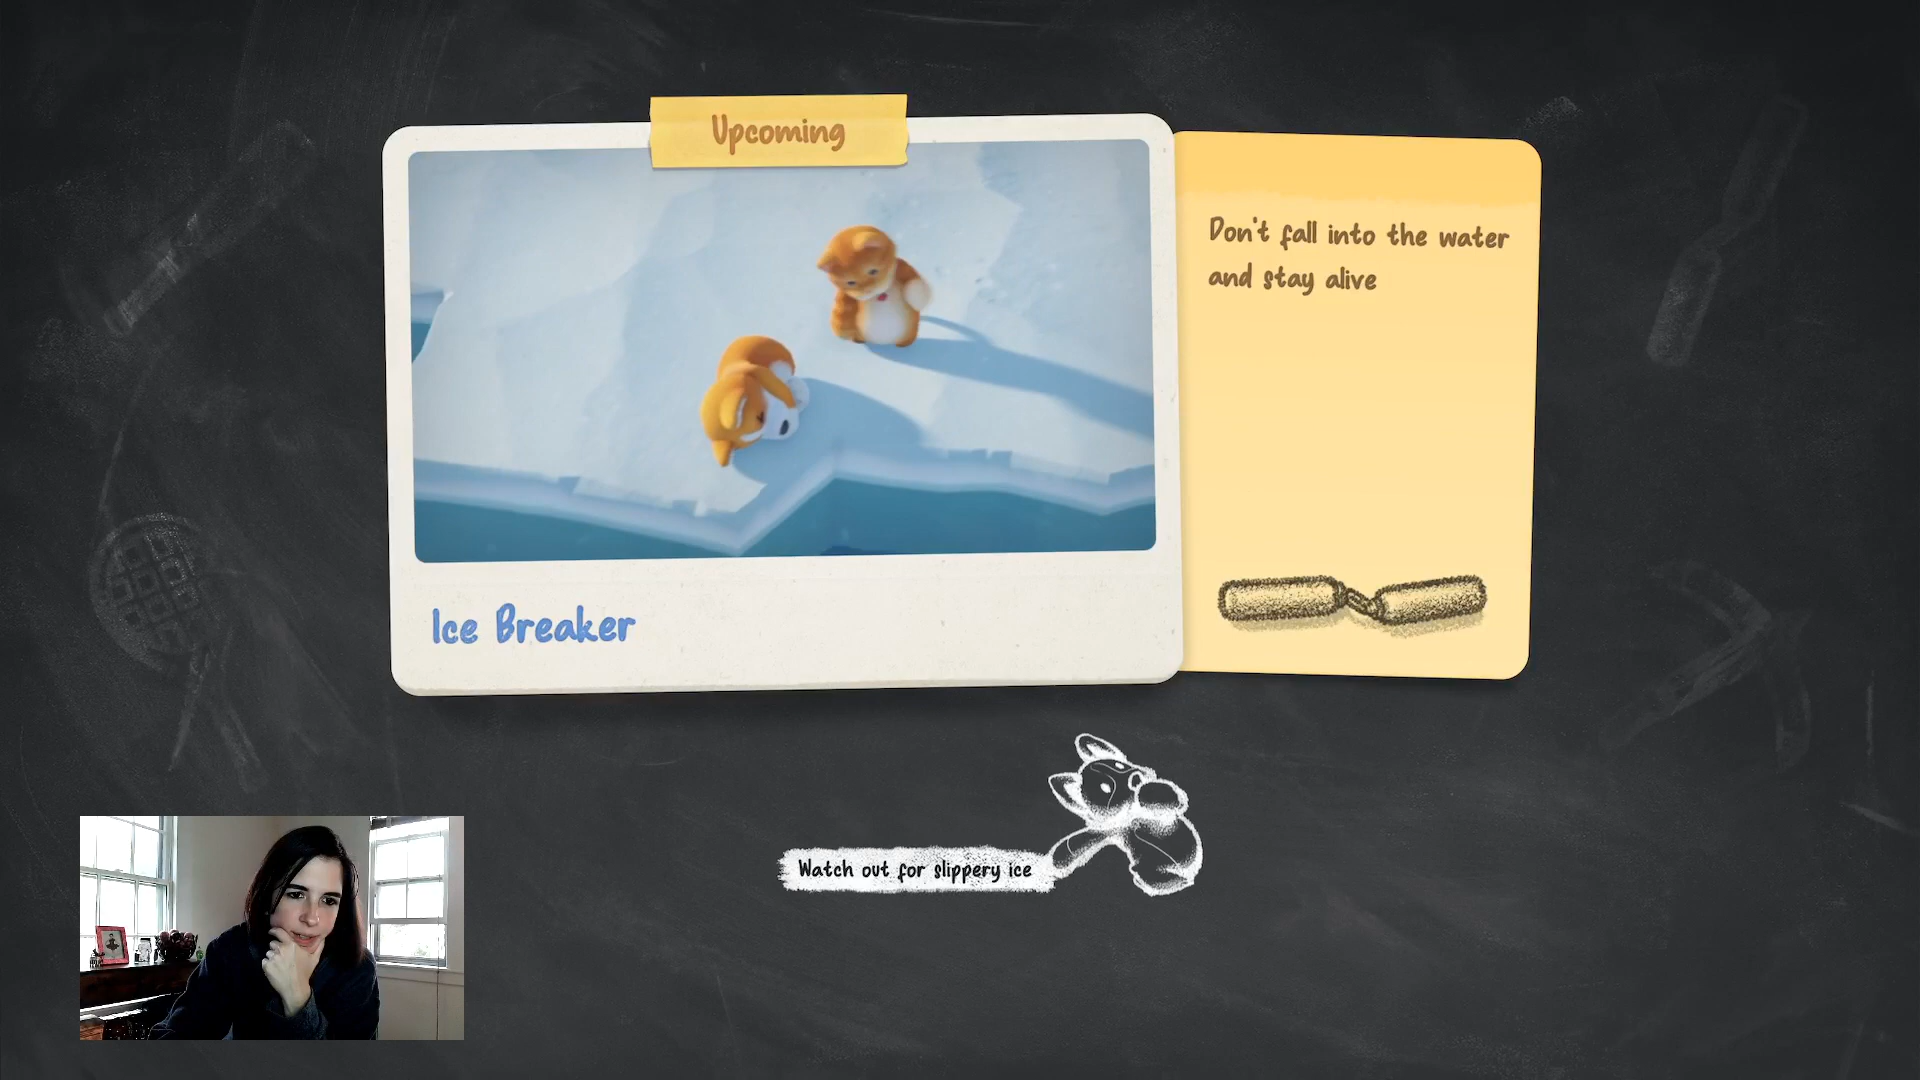 Upcoming
Don't fall into the water
and stay alive
Ice Breaker
Watch out for slippery ice